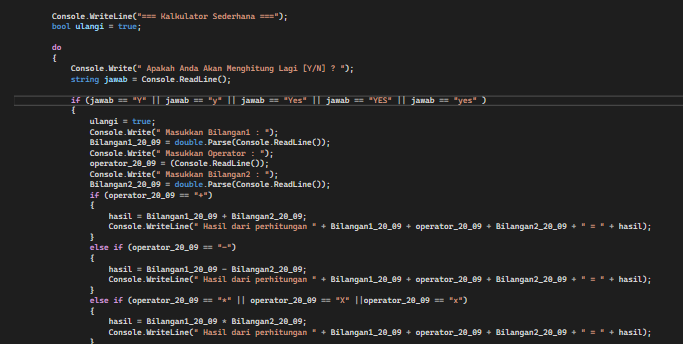 Console.WriteLine("=== Kalkulator Sederhana ===");
bool ulangi = true;
do
{
Console.Write(" Apakah Anda Akan Menghitung Lagi [Y/N] ? ");
string jawab = Console.ReadLine();
if (jawab == "Y" || jawab == "y" || jawab == "Yes" || jawab == "YES" || jawab == "yes" )
{
ulangi = true;
Console.Write(" Masukkan Bilangan1 : ");
Bilangan1_20_09 = double.Parse(Console.ReadLine());
Console.Write(" Masukkan Operator : ");
operator_20_09 = (Console.ReadLine());
Console.Write(" Masukkan Bilangan2 : ");
Bilangan2_20_09 = double.Parse(Console.ReadLine());
if (operator_20_09 == "+")
{
hasil = Bilangan1_20_09 + Bilangan2_20_09;
Console.WriteLine(" Hasil dari perhitungan " + Bilangan1_20_09 + operator_20_09 + Bilangan2_20_09 + " = " + hasil);
}
else if (operator_20_09 == "-")
{
hasil = Bilangan1_20_09 - Bilangan2_20_09;
Console.WriteLine(" Hasil dari perhitungan " + Bilangan1_20_09 + operator_20_09 + Bilangan2_20_09 + " = " + hasil);
}
else if (operator_20_09 == "*" || operator_20_09 == "X" ||operator_20_09 == "x")
{
hasil = Bilangan1_20_09 * Bilangan2_20_09;
Console.WriteLine(" Hasil dari perhitungan " + Bilangan1_20_09 + operator_20_09 + Bilangan2_20_09 + " = " + hasil);
}